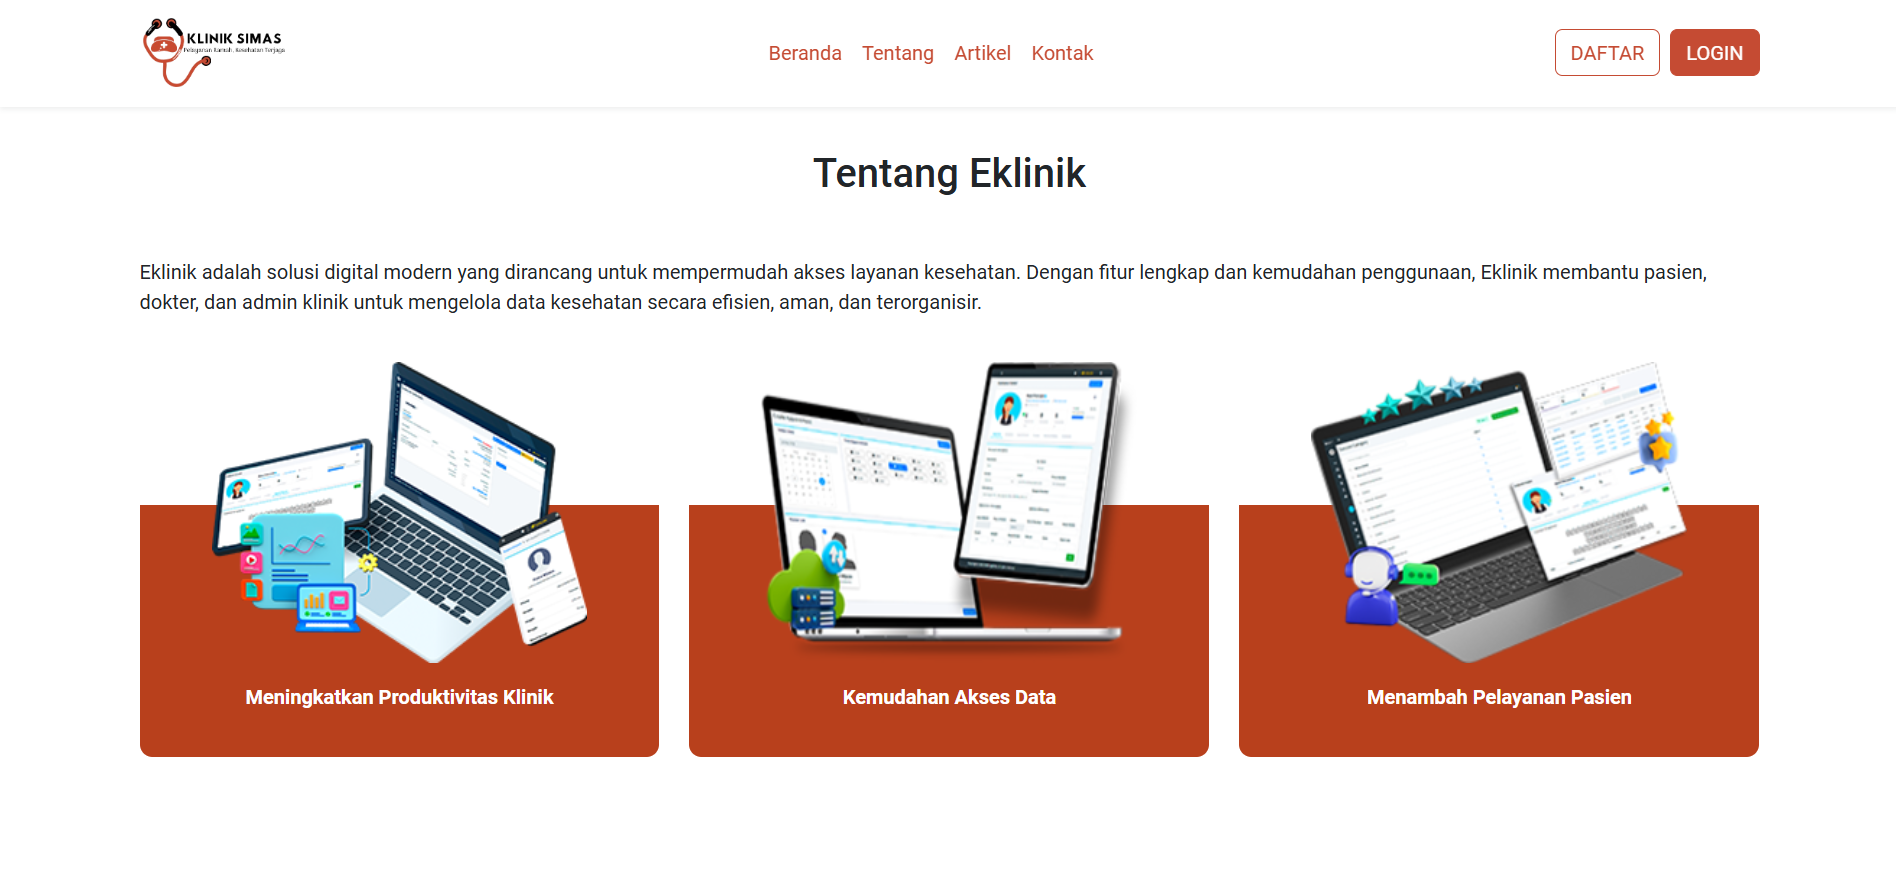 KLINIK SIMAS
Pelayanan Ramah, Kesehatan Terjaga
Beranda Tentang Artikel Kontak
DAFTAR LOGIN
Tentang Eklinik
Eklinik adalah solusi digital modern yang dirancang untuk mempermudah akses layanan kesehatan. Dengan fitur lengkap dan kemudahan penggunaan, Eklinik membantu pasien,
dokter, dan admin klinik untuk mengelola data kesehatan secara efisien, aman, dan terorganisir.
Meningkatkan Produktivitas Klinik
Kemudahan Akses Data
Menambah Pelayanan Pasien